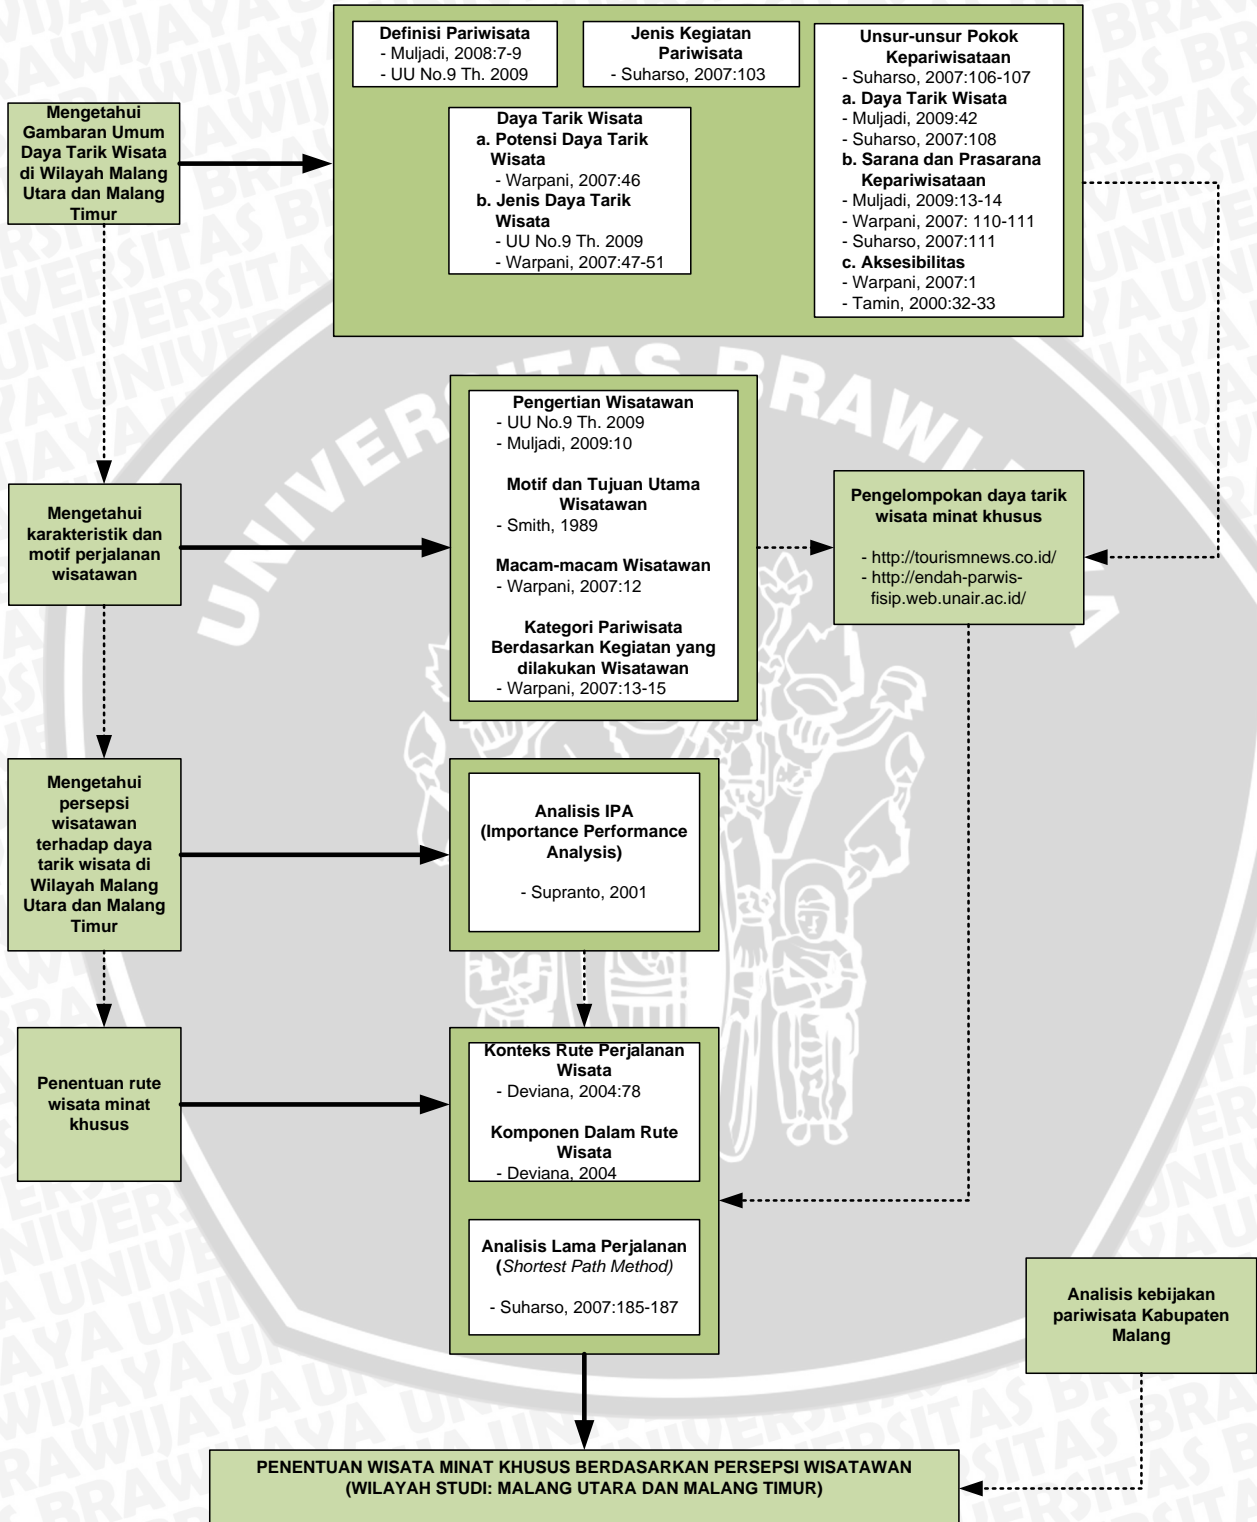 Definisi Pariwisata
- Muljadi, 2008:7-9
- UU No.9 Th. 2009
Jenis Kegiatan
Pariwisata
- Suharso, 2007:103
Unsur-unsur Pokok
Kepariwisataan
- Suharso, 2007:106-107
a. Daya Tarik Wisata
- Muljadi, 2009:42
- Suharso, 2007:108
b. Sarana dan Prasarana
Kepariwisataan
- Muljadi, 2009:13-14
- Warpani, 2007: 110-111
- Suharso, 2007:111
c. Aksesibilitas
- Warpani, 2007:1
- Tamin, 2000:32-33
Daya Tarik Wisata
a. Potensi Daya Tarik
Wisata
- Warpani, 2007:46
b. Jenis Daya Tarik
Wisata
- UU No.9 Th. 2009
- Warpani, 2007:47-51
Mengetahui
Gambaran Umum
Daya Tarik Wisata
di Wilayah Malang
Utara dan Malang
Timur
UNIVERSITAS BRAWIJAYA
Mengetahui
karakteristik dan
motif perjalanan
wisatawan
Pengertian Wisatawan
- UU No.9 Th. 2009
- Muljadi, 2009:10
Motif dan Tujuan Utama
Wisatawan
- Smith, 1989
Macam-macam Wisatawan
- Warpani, 2007:12
Kategori Pariwisata
Berdasarkan Kegiatan yang
dilakukan Wisatawan
- Warpani, 2007:13-15
Pengelompokan daya tarik
wisata minat khusus
- http://tourismnews.co.id/
- http://endah-parwis-
fisip.web.unair.ac.id/
Mengetahui
persepsi
wisatawan
terhadap daya
tarik wisata di
Wilayah Malang
Utara dan Malang
Timur
Analisis IPA
(Importance Performance
Analysis)
- Supranto, 2001
Penentuan rute
wisata minat
khusus
Konteks Rute Perjalanan
Wisata
- Deviana, 2004:78
Komponen Dalam Rute
Wisata
- Deviana, 2004
Analisis Lama Perjalanan
(Shortest Path Method)
- Suharso, 2007:185-187
Analisis kebijakan
pariwisata Kabupaten
Malang
PENENTUAN WISATA MINAT KHUSUS BERDASARKAN PERSEPSI WISATAWAN
(WILAYAH STUDI: MALANG UTARA DAN MALANG TIMUR)